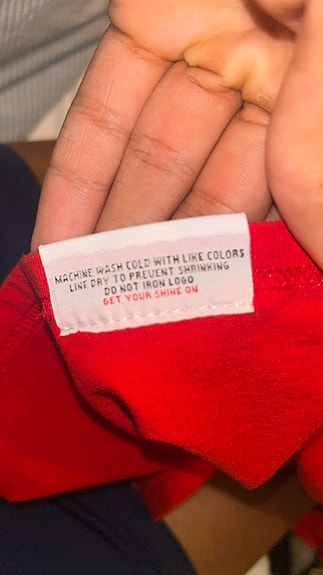 MACHINE WASH COLD WITH LIKE COLORS
LINE DRY TO PREVENT SHRINKING
DO NOT IRON LOGO
GET YOUR SHINE ON